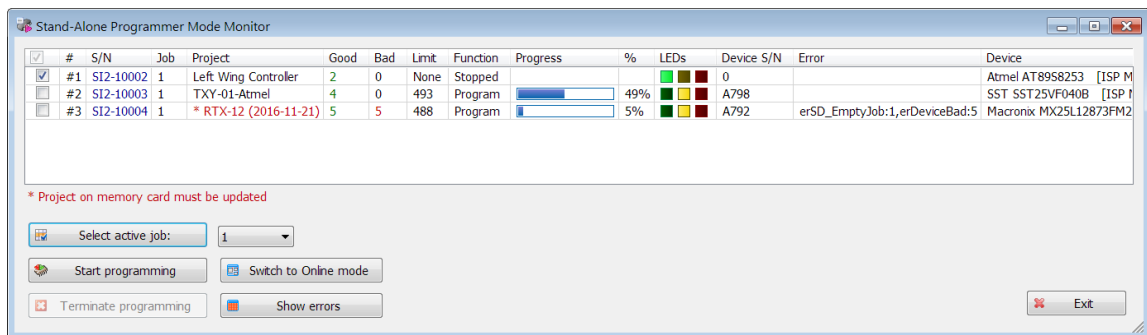 Stand-Alone Programmer Mode Monitor
# S/N Job Project Good Bad Limit Function Progress % LEDs Device S/N Error Device
#1 SI2-10002 1 Left Wing Controller 2 0 None Stopped 0 Atmel AT89S8253 [ISP M
#2 SI2-10003 1 TXY-01-Atmel 4 0 493 Program 49% A798 SST SST25VF040B [ISP M
#3 SI2-10004 1 * RTX-12 (2016-11-21) 5 5 488 Program 5% A792 erSD_EmptyJob:1,erDeviceBad:5 Macronix MX25L12873FM2
* Project on memory card must be updated
Select active job: 1
Start programming Switch to Online mode
Terminate programming Show errors Exit